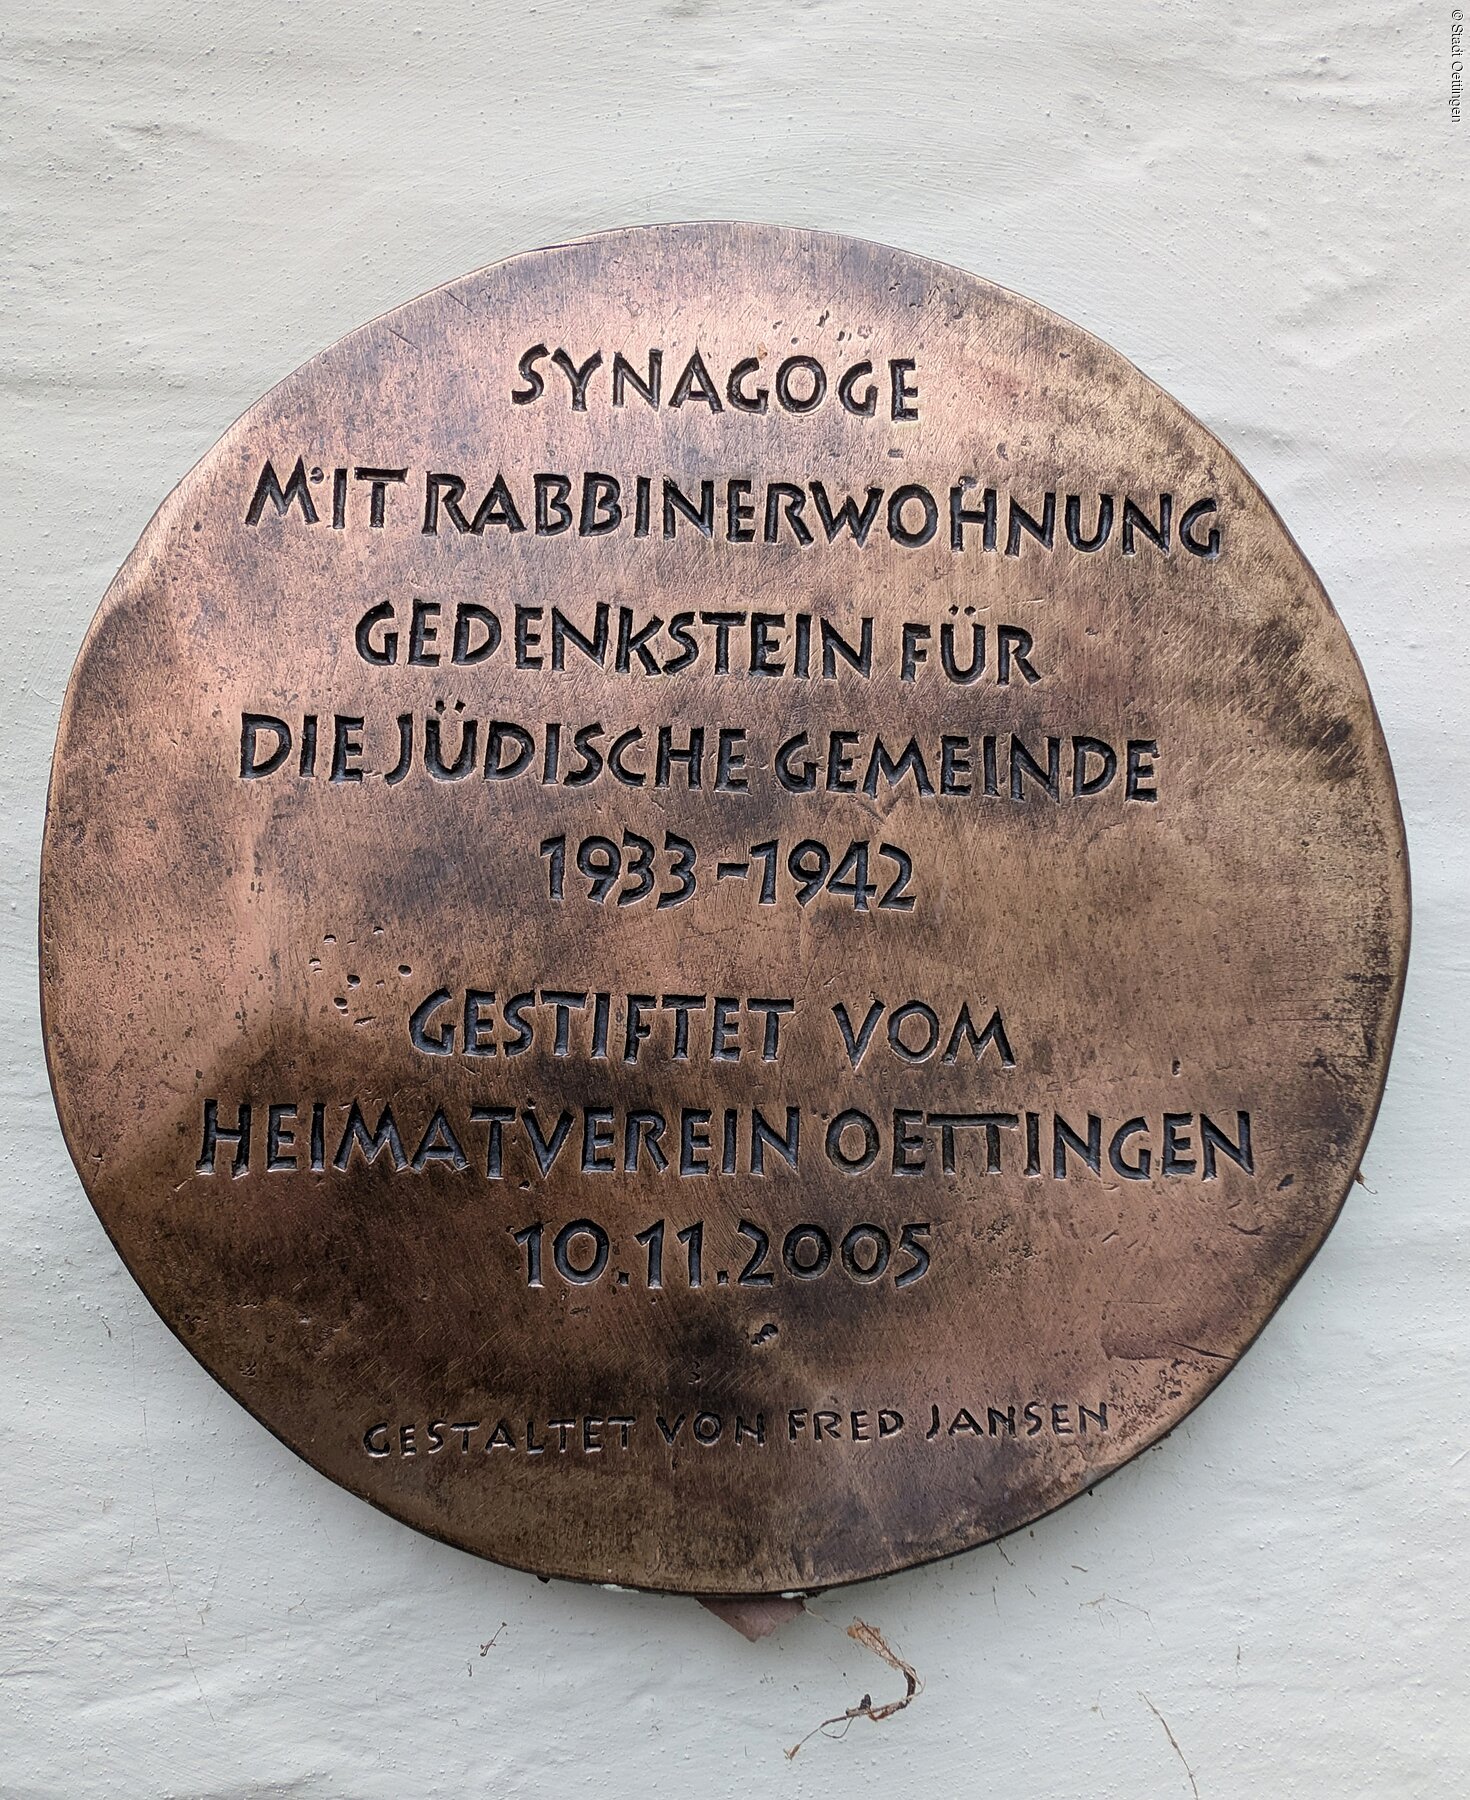 SYNAGOGE
MIT RABBINERWOHNUNG
GEDENKSTEIN FÜR
DIE JÜDISCHE GEMEINDE
1933-1942
GESTIFTET VOM
HEIMATVEREIN OETTINGEN
10.11.2005
GESTALTET VON FRED JANSEN
© Stadt Oettingen